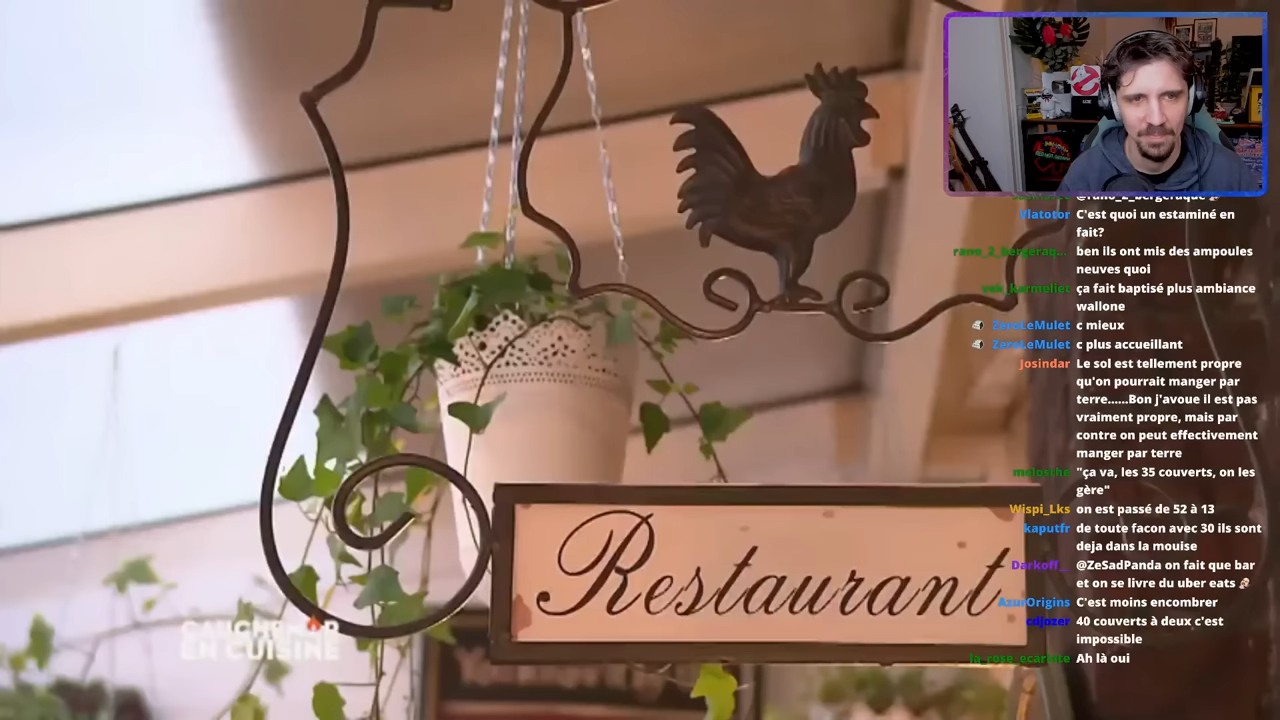 Restaurant
CAUCHEMAR
EN CUISINE
Vlatotor C'est quoi un estaminé en
fait?
rano_2_bergeraq... ben ils ont mis des ampoules
neuves quoi
ça fait baptisé plus ambiance
wallone
ZeroLeMulet c mieux
ZeroLeMulet c plus accueillant
Josindar Le sol est tellement propre
qu'on pourrait manger par
terre......Bon j'avoue il est pas
vraiment propre, mais par
contre on peut effectivement
manger par terre
"ça va, les 35 couverts, on les
gère"
Wispi_Lks on est passé de 52 à 13
kaputfr de toute facon avec 30 ils sont
deja dans la mouise
Darkoff_ @ZeSadPanda on fait que bar
et on se livre du uber eats
AzurOrigins C'est moins encombrer
cdjozer 40 couverts à deux c'est
impossible
la_rose_ecarlate Ah là oui